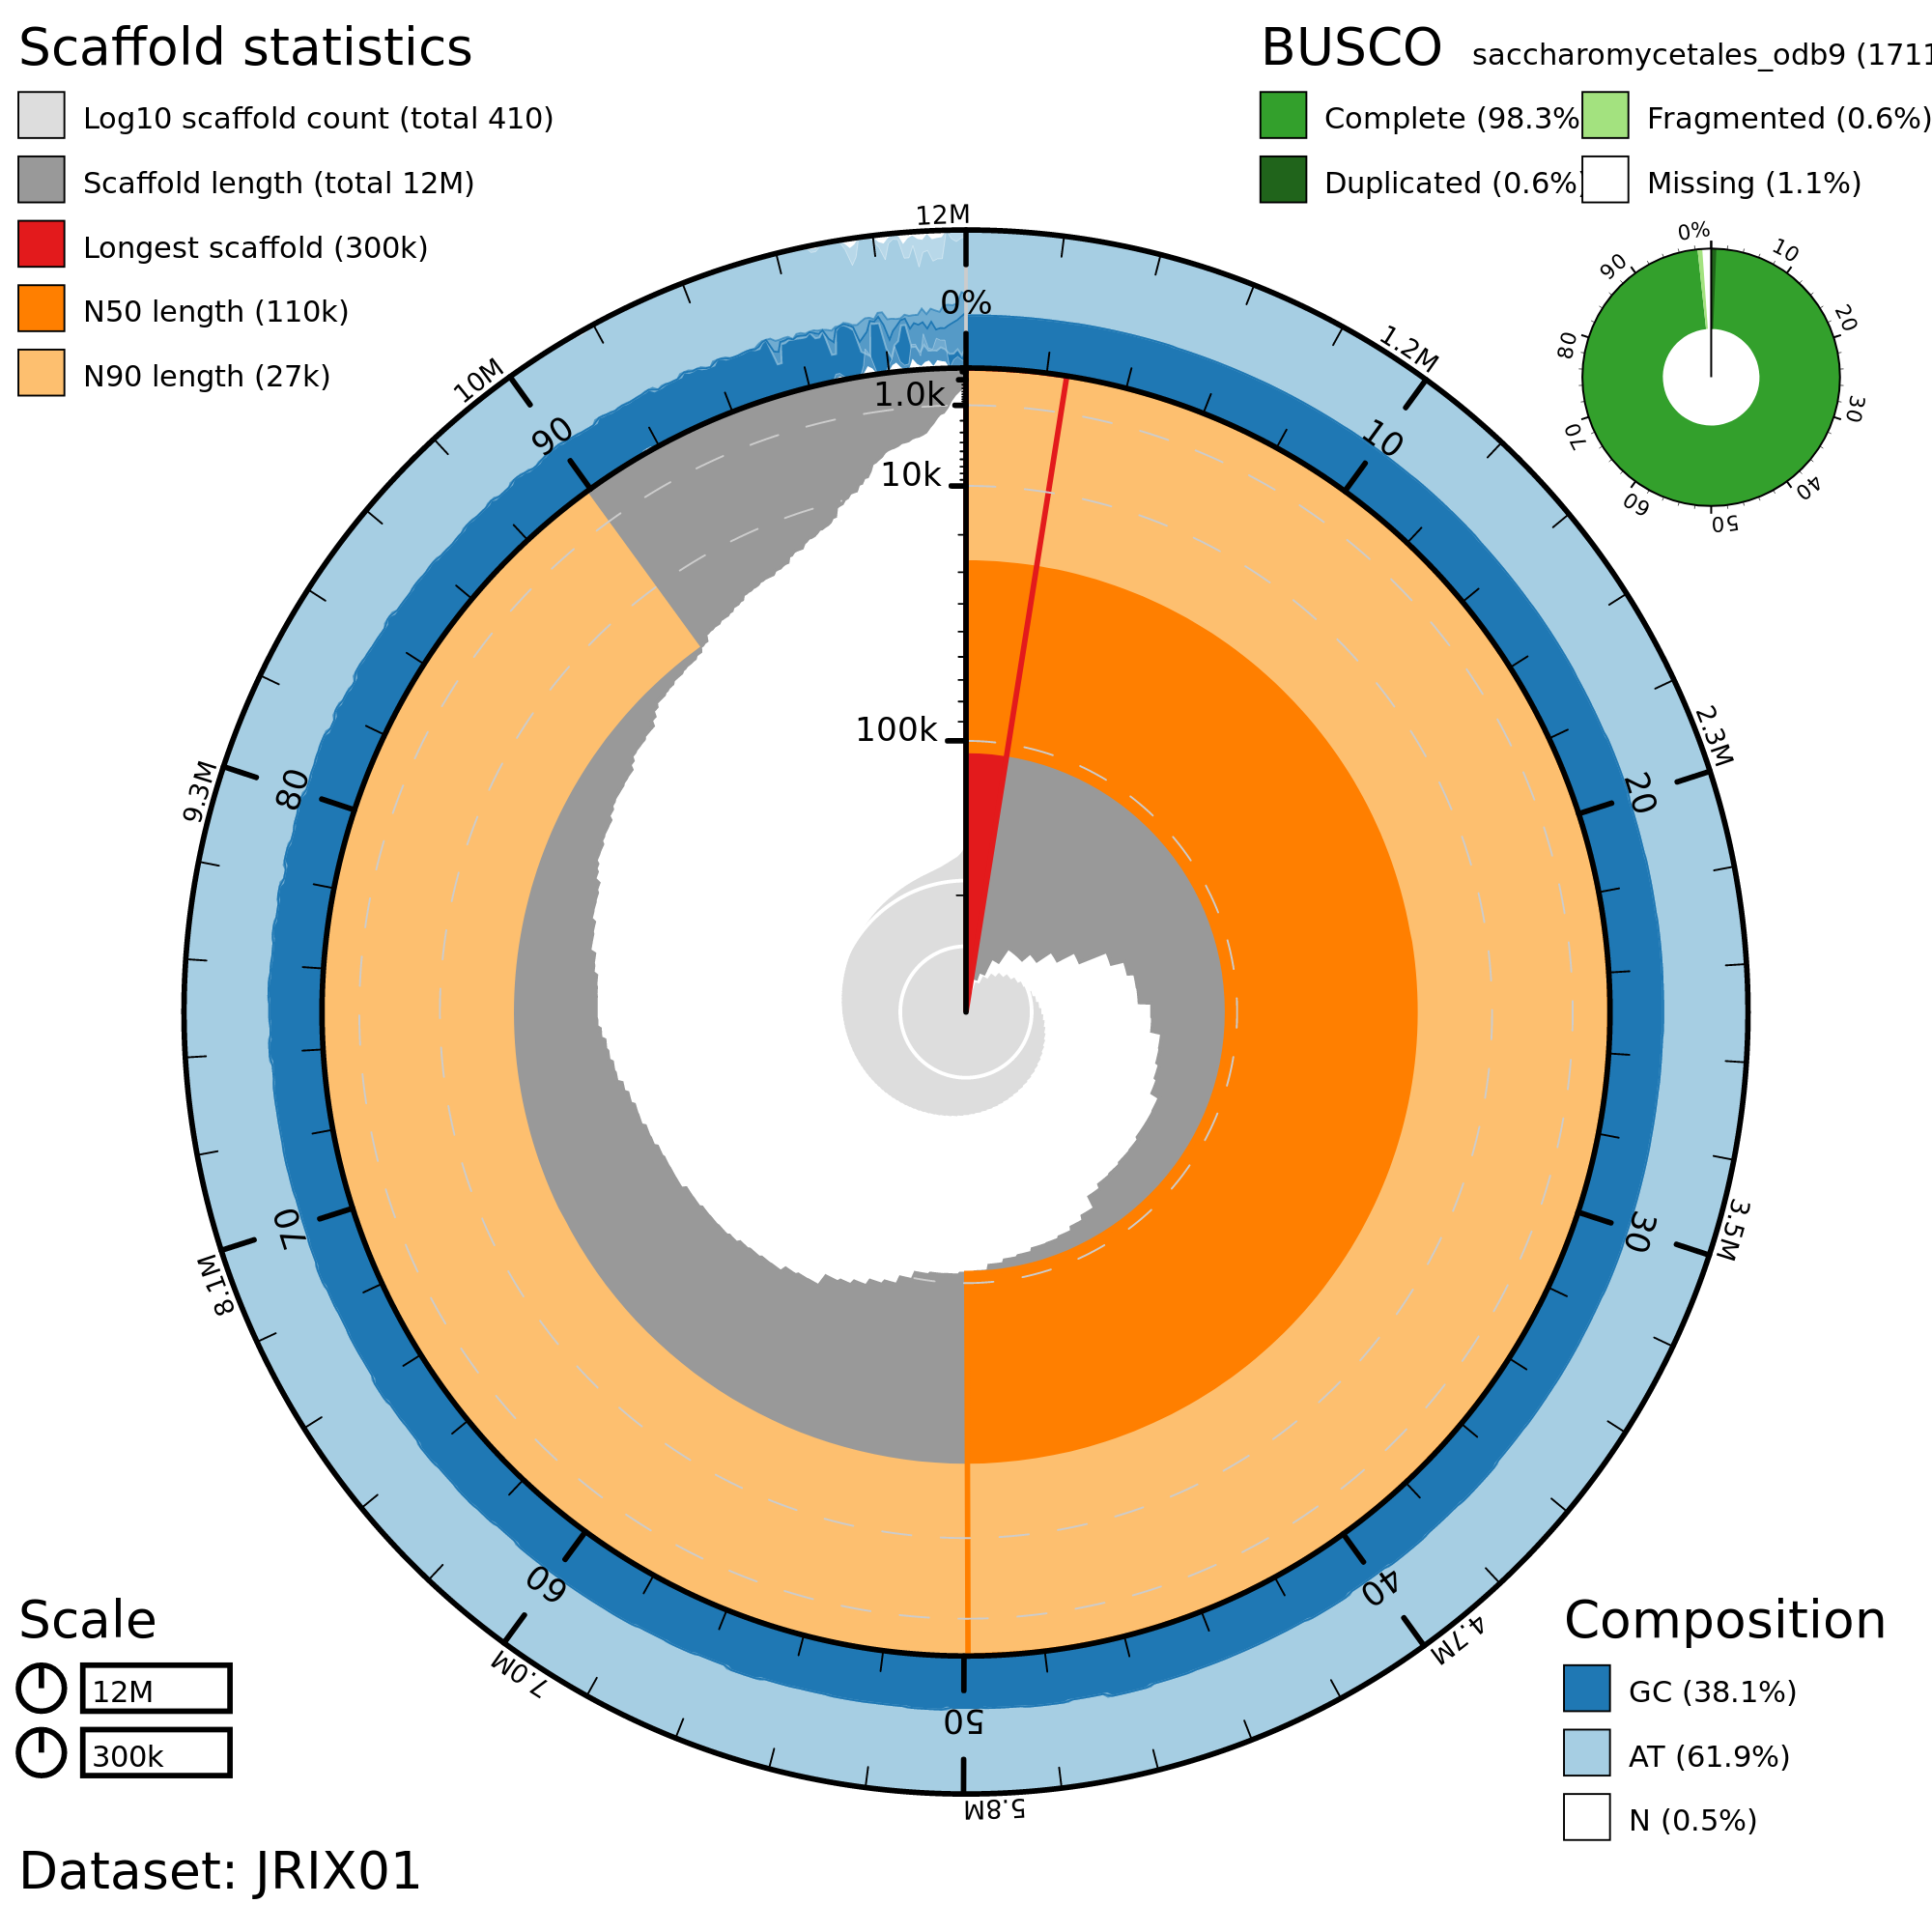 Scaffold statistics
Log10 scaffold count (total 410)
Scaffold length (total 12M)
Longest scaffold (300k)
N50 length (110k)
N90 length (27k)
BUSCO saccharomycetales_odb9 (1711
Complete (98.3%
Fragmented (0.6%)
Duplicated (0.6%)
Missing (1.1%)
0%
10
20
30
40
50
60
70
80
90
12M
1.2M
2.3M
3.5M
4.7M
5.8M
7.0M
8.1M
9.3M
10M
0%
10
20
30
40
50
60
70
80
90
1.0k
10k
100k
Scale
12M
300k
Composition
GC (38.1%)
AT (61.9%)
N (0.5%)
Dataset: JRIX01